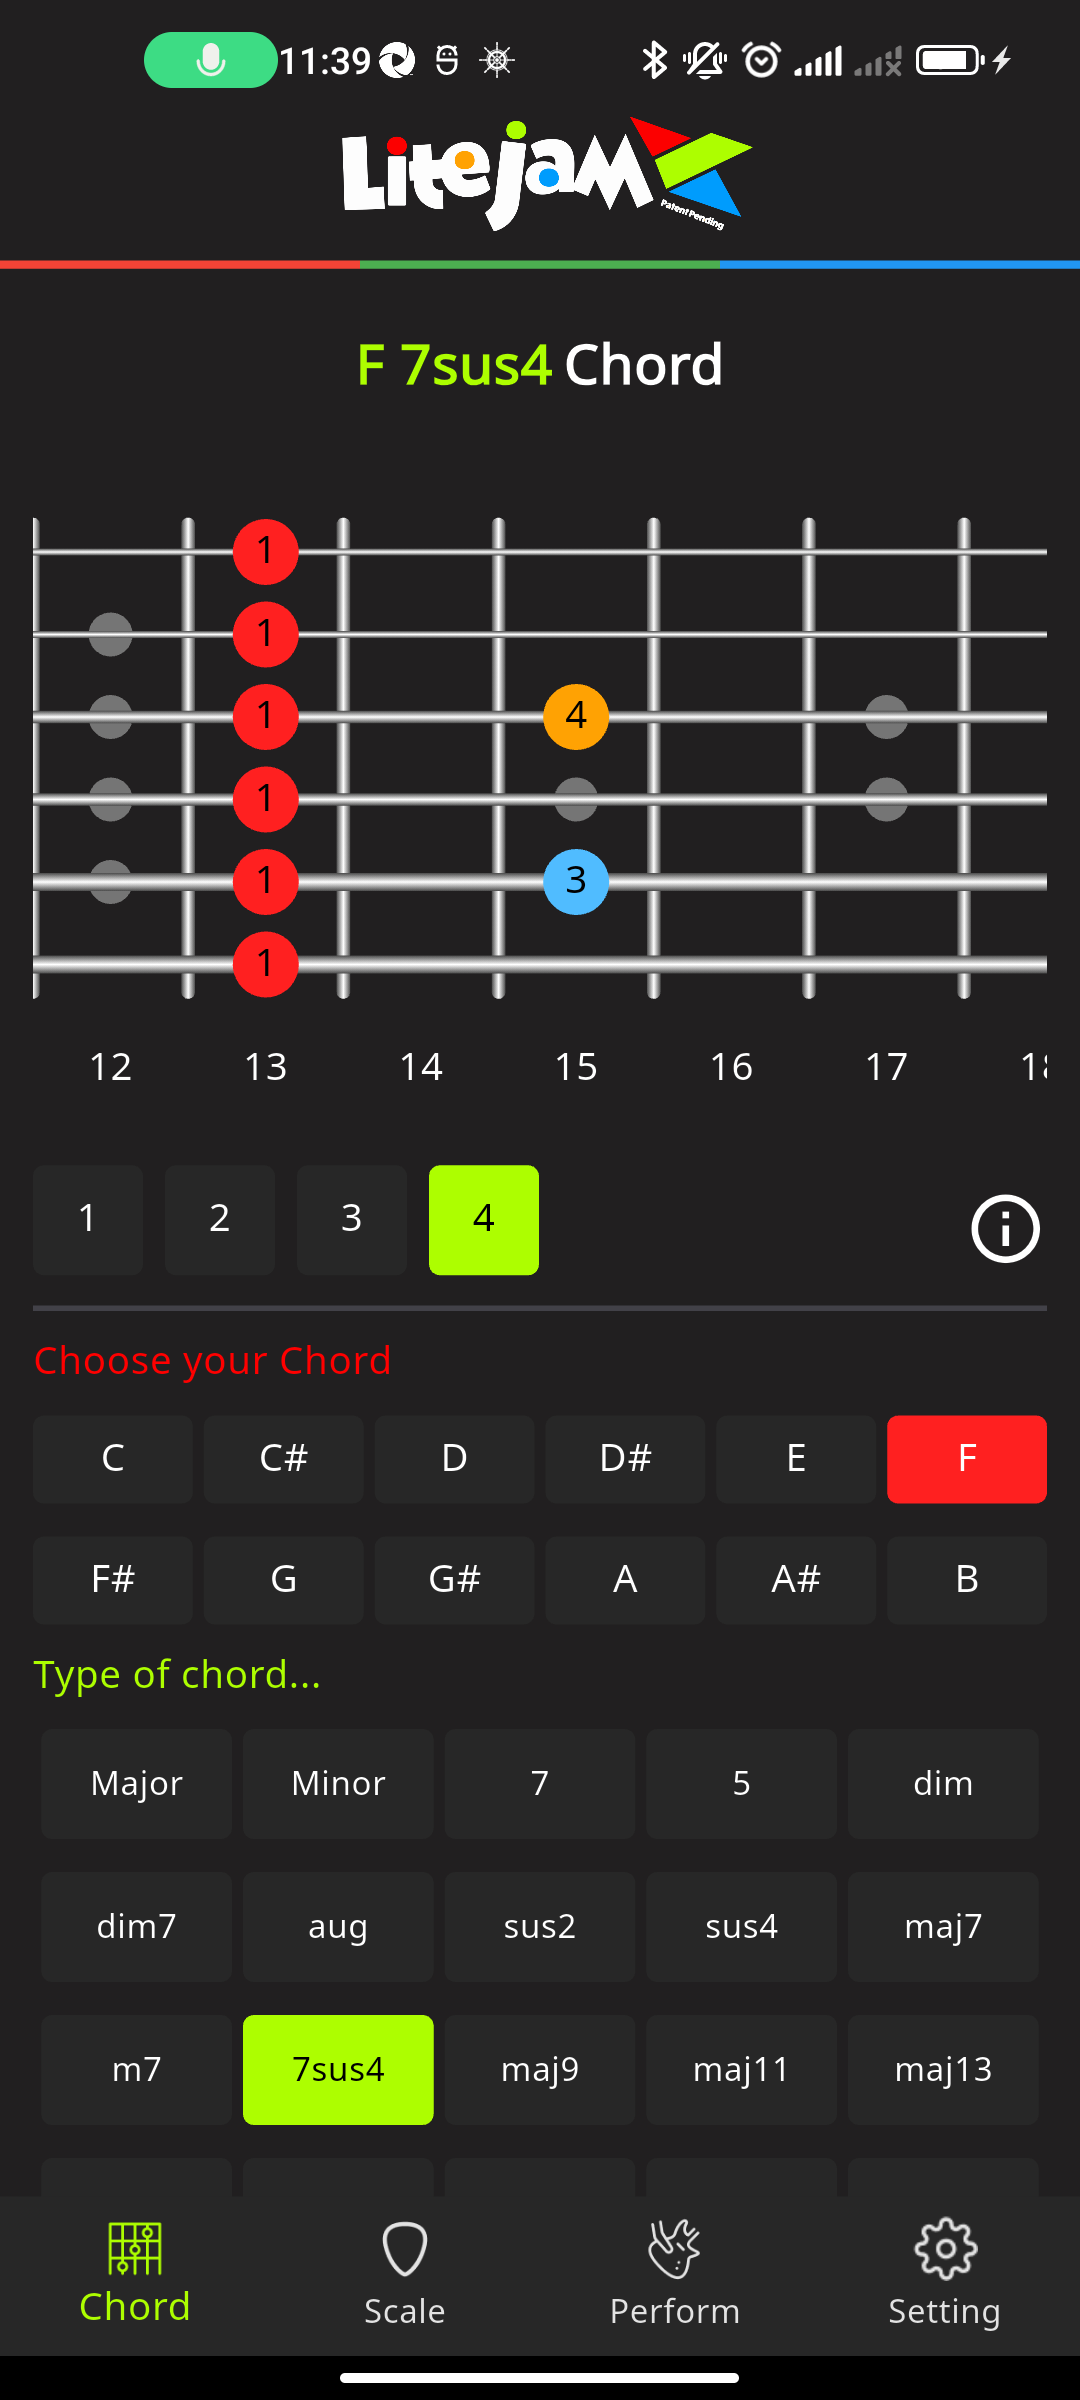 11:39
Litejam
Patent Pending
F 7sus4 Chord
1
1
1 4
1
1 3
1
12 13 14 15 16 17 18
1 2 3 4
Choose your Chord
C C# D D# E F
F# G G# A A# B
Type of chord...
Major Minor 7 5 dim
dim7 aug sus2 sus4 maj7
m7 7sus4 maj9 maj11 maj13
Chord Scale Perform Setting